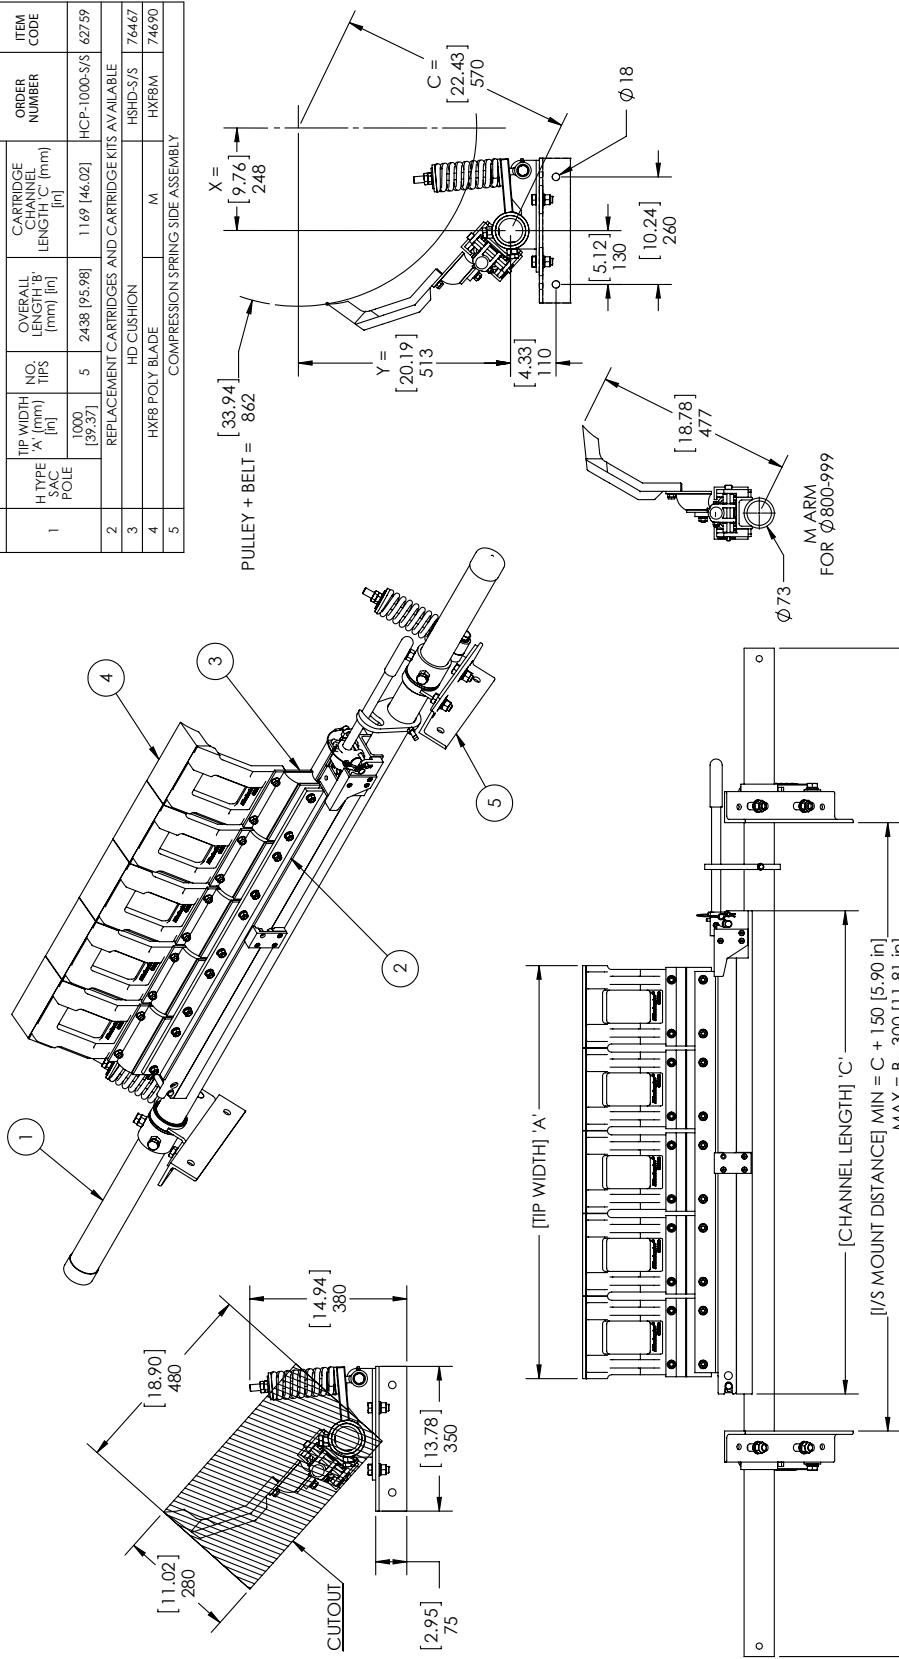 H TYPE SAC POLE
TIP WIDTH 'A' (mm) [in]
NO. TIPS
OVERALL LENGTH 'B' (mm) [in]
CARTRIDGE CHANNEL LENGTH 'C' (mm) [in]
ORDER NUMBER
ITEM CODE
1
1000 [39.37]
5
2438 [95.98]
1169 [46.02]
HCP-1000-S/S
62759
2
REPLACEMENT CARTRIDGES AND CARTRIDGE KITS AVAILABLE
3
HD CUSHION
HSHD-S/S
76467
4
HXF8 POLY BLADE
M
HXF8M
74690
5
COMPRESSION SPRING SIDE ASSEMBLY
1
2
3
4
5
PULLEY + BELT =
[33.94]
862
X =
[9.76]
248
C =
[22.43]
570
Y =
[20.19]
513
[4.33]
110
[5.12]
130
[10.24]
260
Ø18
[18.78]
477
Ø73
M ARM
FOR Ø800-999
[14.94]
380
[18.90]
480
[11.02]
280
[13.78]
350
[2.95]
75
CUTOUT
[TIP WIDTH] 'A'
[CHANNEL LENGTH] 'C'
[I/S MOUNT DISTANCE] MIN = C + 150 [5.90 in]
MAX = B - 300 [11.81 in]